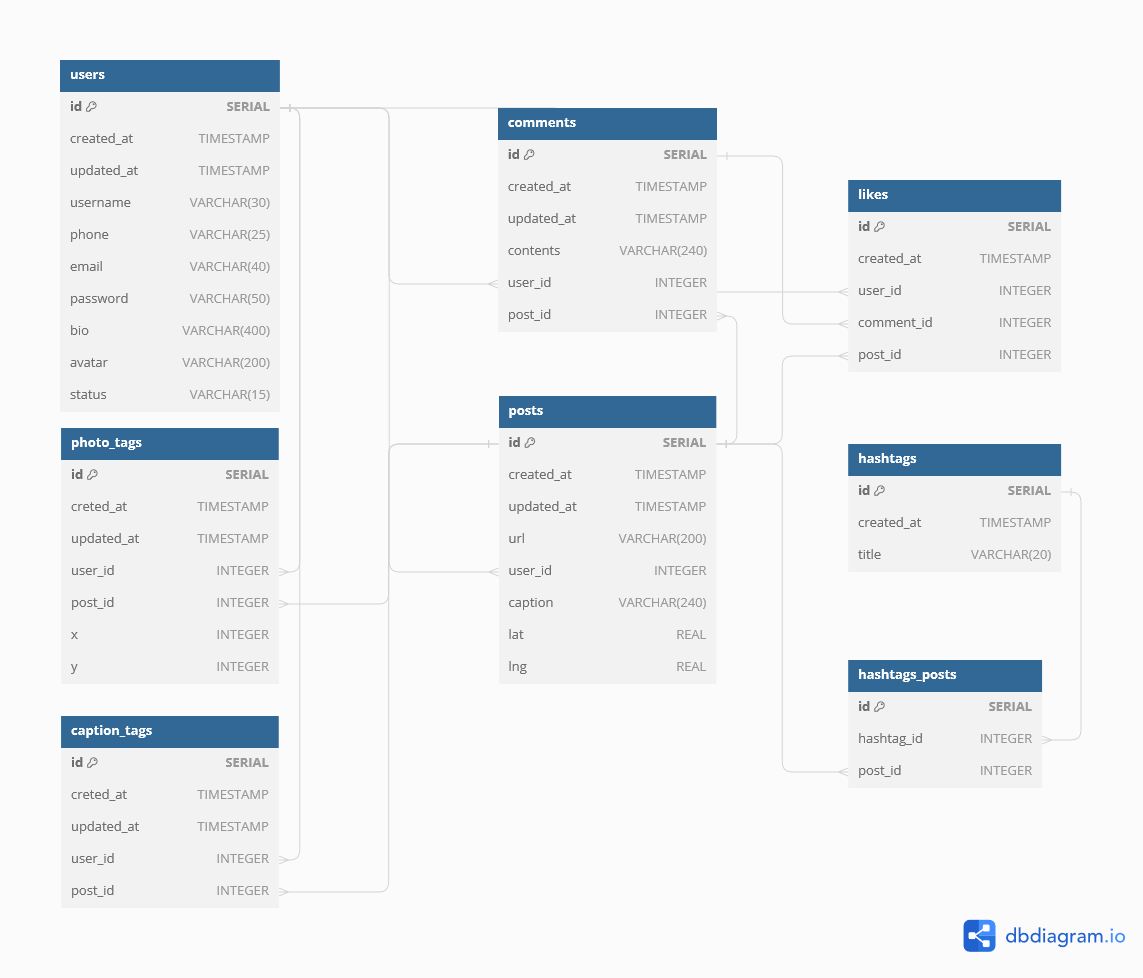 users
id SERIAL
created_at TIMESTAMP
updated_at TIMESTAMP
username VARCHAR(30)
phone VARCHAR(25)
email VARCHAR(40)
password VARCHAR(50)
bio VARCHAR(400)
avatar VARCHAR(200)
status VARCHAR(15)
photo_tags
id SERIAL
creted_at TIMESTAMP
updated_at TIMESTAMP
user_id INTEGER
post_id INTEGER
x INTEGER
y INTEGER
caption_tags
id SERIAL
creted_at TIMESTAMP
updated_at TIMESTAMP
user_id INTEGER
post_id INTEGER
comments
id SERIAL
created_at TIMESTAMP
updated_at TIMESTAMP
contents VARCHAR(240)
user_id INTEGER
post_id INTEGER
posts
id SERIAL
created_at TIMESTAMP
updated_at TIMESTAMP
url VARCHAR(200)
user_id INTEGER
caption VARCHAR(240)
lat REAL
lng REAL
likes
id SERIAL
created_at TIMESTAMP
user_id INTEGER
comment_id INTEGER
post_id INTEGER
hashtags
id SERIAL
created_at TIMESTAMP
title VARCHAR(20)
hashtags_posts
id SERIAL
hashtag_id INTEGER
post_id INTEGER
dbdiagram.io